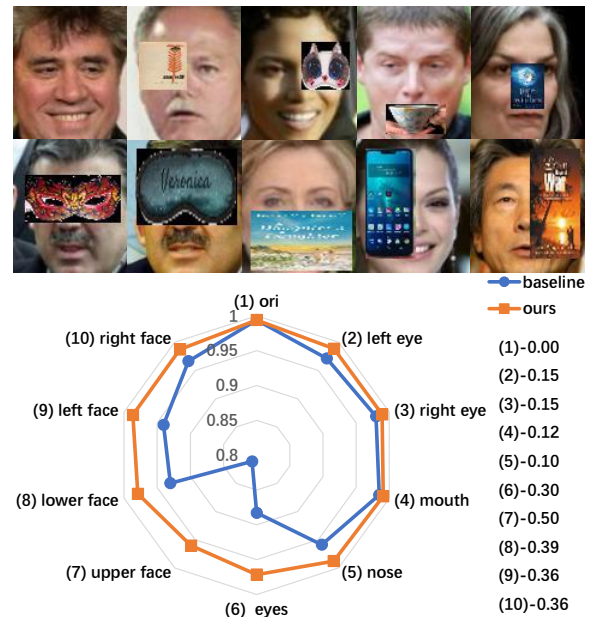 Veronica
War
baseline
ours
(1) ori
1
(10) right face
(2) left eye
0.95
0.9
(9) left face
(3) right eye
0.85
0.8
(8) lower face
(4) mouth
(7) upper face
(5) nose
(6) eyes
(1)-0.00
(2)-0.15
(3)-0.15
(4)-0.12
(5)-0.10
(6)-0.30
(7)-0.50
(8)-0.39
(9)-0.36
(10)-0.36